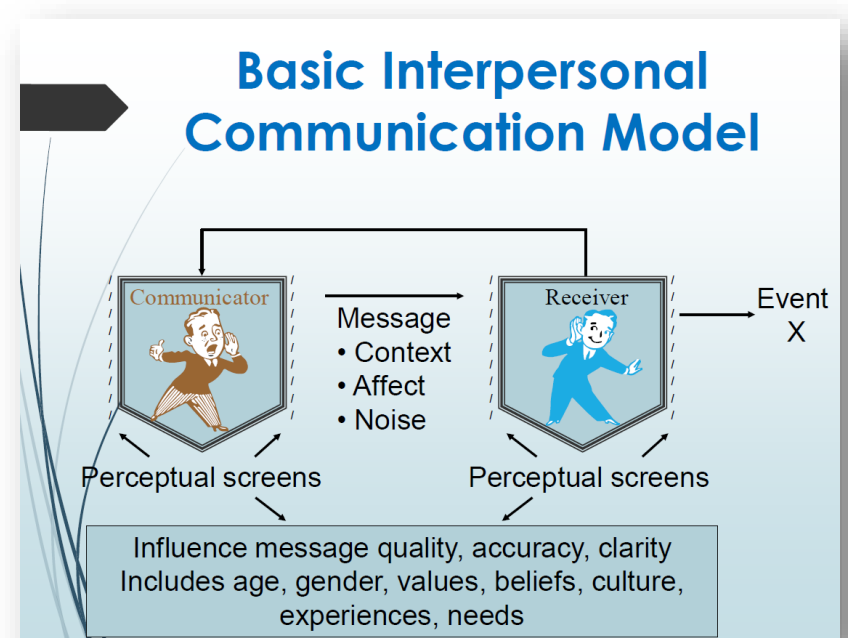 Basic Interpersonal
Communication Model
Communicator
Receiver
Message
• Context
• Affect
• Noise
Event
X
Perceptual screens
Perceptual screens
Influence message quality, accuracy, clarity
Includes age, gender, values, beliefs, culture,
experiences, needs